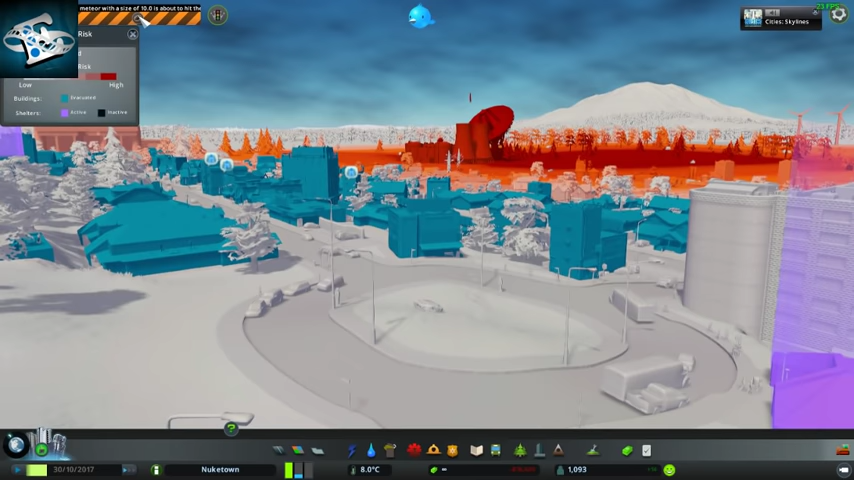 meteor with a size of 10.0 is about to hit the
23 FPS
Cities: Skylines
Risk
Risk
Low High
Buildings: Evacuated
Shelters: Active Inactive
30/10/2017
Nuketown
8.0°C
1,093